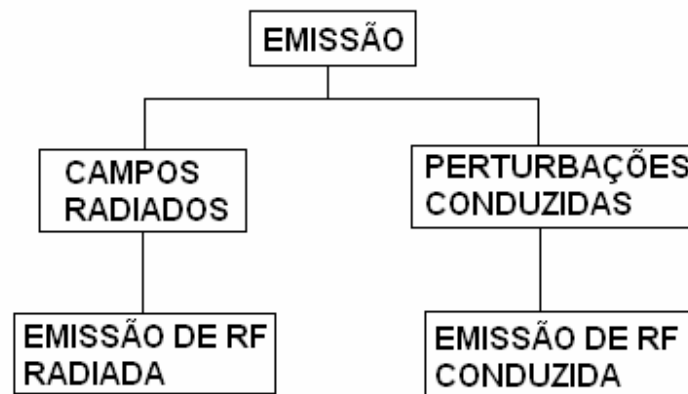 EMISSÃO
CAMPOS
RADIADOS
PERTURBAÇÕES
CONDUZIDAS
EMISSÃO DE RF
RADIADA
EMISSÃO DE RF
CONDUZIDA